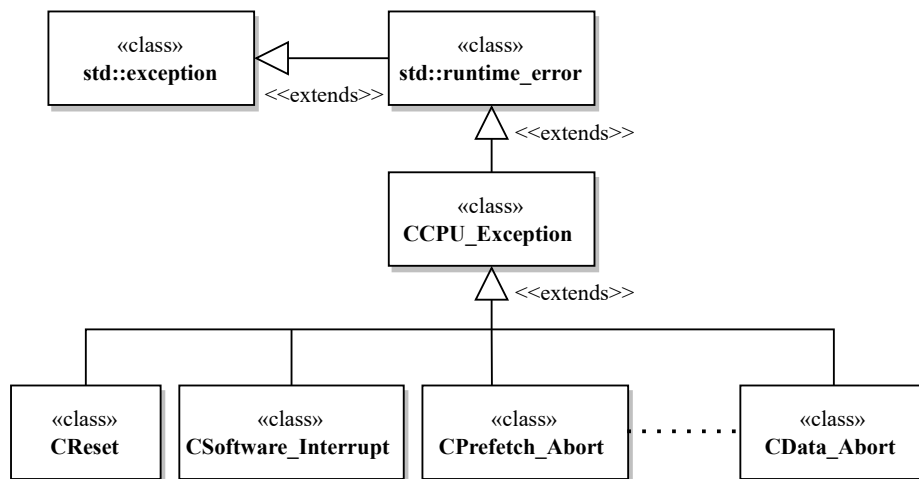 «class»
std::exception
«class»
std::runtime_error
<<extends>>
<<extends>>
«class»
CCPU_Exception
<<extends>>
«class»
CReset
«class»
CSoftware_Interrupt
«class»
CPrefetch_Abort
«class»
CData_Abort